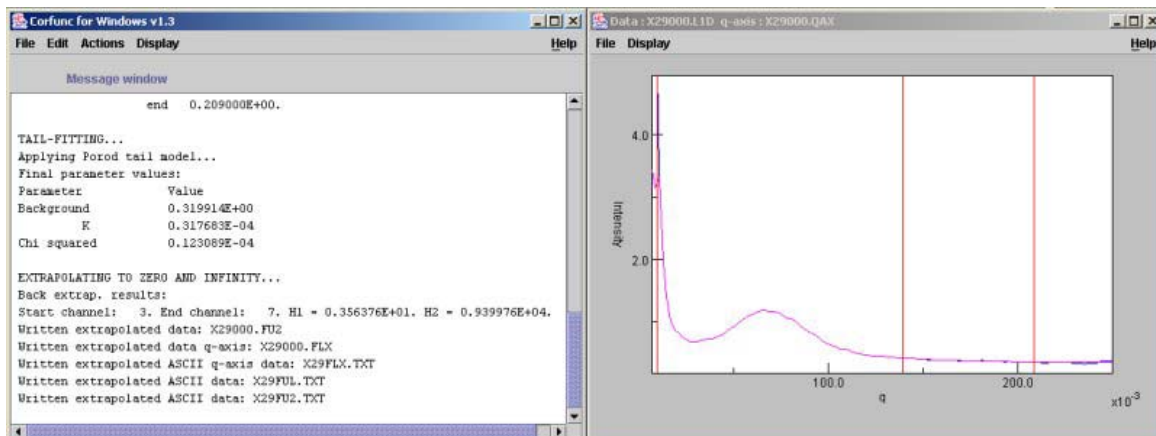 Corfunc for Windows v1.3
File Edit Actions Display Help
Message window
end 0.209000E+00.
TAIL-FITTING...
Applying Porod tail model...
Final parameter values:
Parameter Value
Background 0.319914E+00
K 0.317683E-04
Chi squared 0.123089E-04
EXTRAPOLATING TO ZERO AND INFINITY...
Back extrap. results:
Start channel: 3. End channel: 7. H1 = 0.356376E+01. H2 = 0.939976E+04.
Written extrapolated data: X29000.FU2
Written extrapolated data q-axis: X29000.FLX
Written extrapolated ASCII q-axis data: X29FLX.TXT
Written extrapolated ASCII data: X29FUL.TXT
Written extrapolated ASCII data: X29FU2.TXT
Data : X29000.L1D q-axis : X29000.QAX
File Display Help
4.0
Intensity
2.0
100.0 200.0
q
x10-3